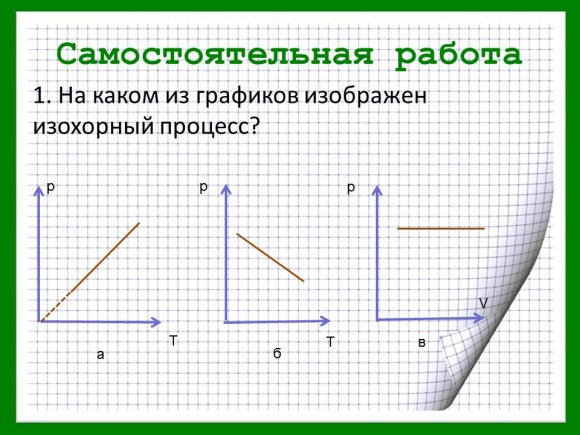 Самостоятельная работа
1. На каком из графиков изображен
изохорный процесс?
p
p
p
V
T
T
а
б
в